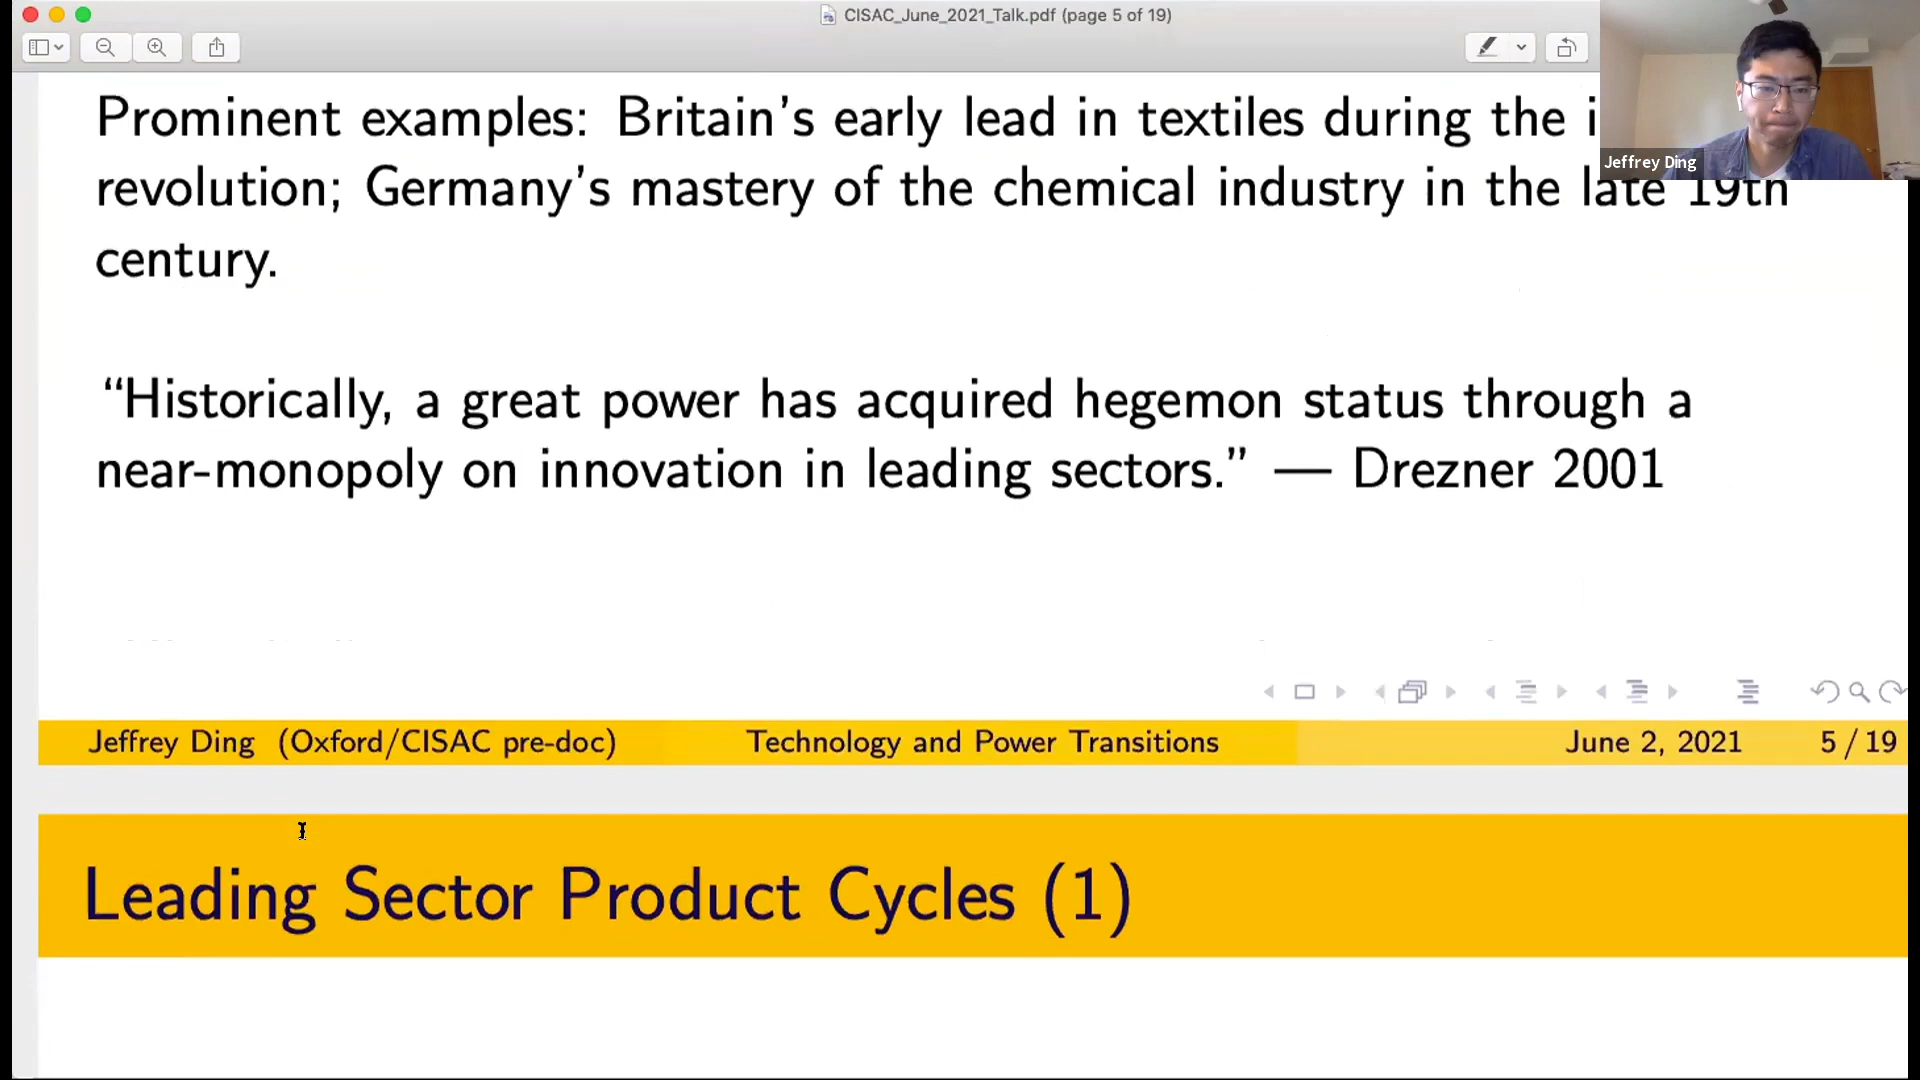 CISAC_June_2021_Talk.pdf (page 5 of 19)
Jeffrey Ding
Prominent examples: Britain’s early lead in textiles during the
revolution; Germany’s mastery of the chemical industry in the late 19th
century.
“Historically, a great power has acquired hegemon status through a
near-monopoly on innovation in leading sectors.” — Drezner 2001
Jeffrey Ding (Oxford/CISAC pre-doc) Technology and Power Transitions June 2, 2021 5 / 19
Leading Sector Product Cycles (1)